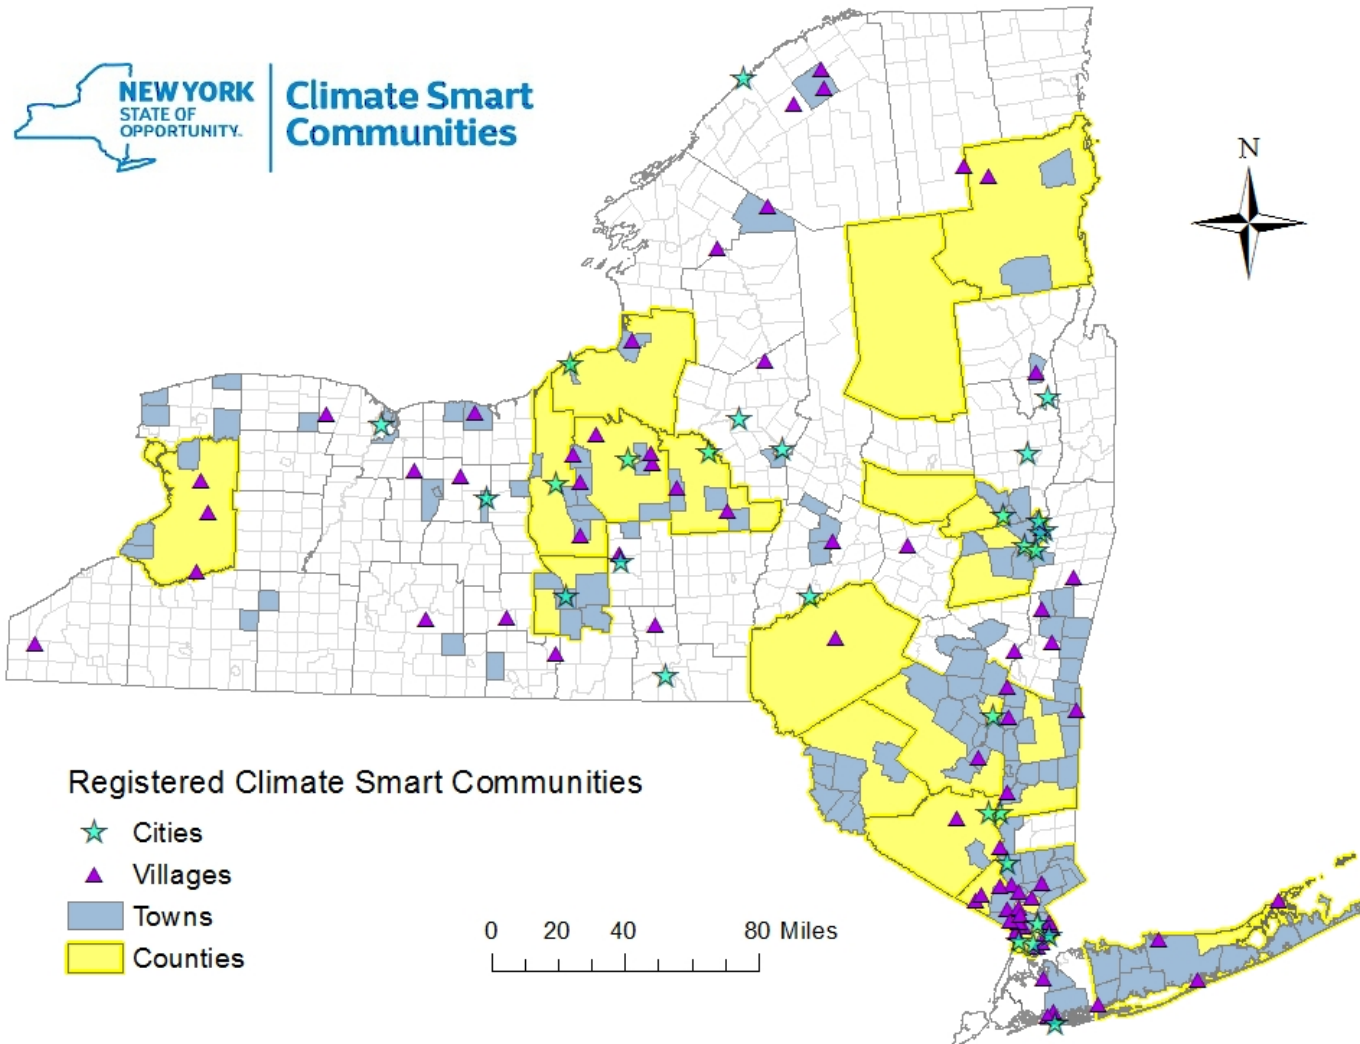 NEW YORK
STATE OF
OPPORTUNITY.
Climate Smart
Communities
N
Registered Climate Smart Communities
Cities
Villages
Towns
Counties
0 20 40 80 Miles